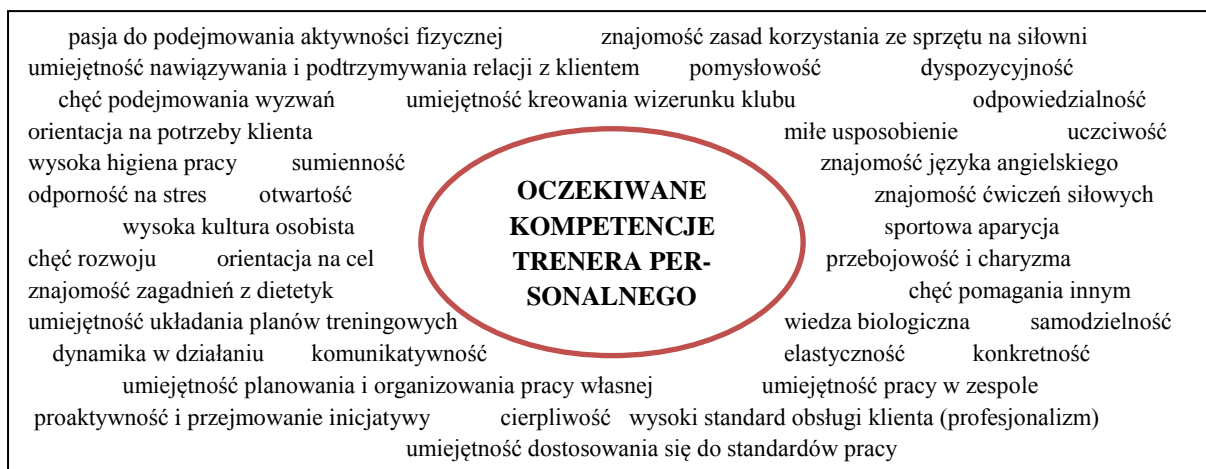 pasja do podejmowania aktywności fizycznej znajomość zasad korzystania ze sprzętu na siłowni
umiejętność nawiązywania i podtrzymywania relacji z klientem pomysłowość dyspozycyjność
chęć podejmowania wyzwań umiejętność kreowania wizerunku klubu odpowiedzialność
orientacja na potrzeby klienta miłe usposobienie uczciwość
wysoka higiena pracy sumienność znajomość języka angielskiego
odporność na stres otwartość znajomość ćwiczeń siłowych
wysoka kultura osobista sportowa aparycja
chęć rozwoju orientacja na cel przebojowość i charyzma
znajomość zagadnień z dietetyk chęć pomagania innym
umiejętność układania planów treningowych wiedza biologiczna samodzielność
dynamika w działaniu komunikatywność elastyczność konkretność
OCZEKIWANE
KOMPETENCJE
TRENERA PER-
SONALNEGO
umiejętność planowania i organizowania pracy własnej umiejętność pracy w zespole
proaktywność i przejmowanie inicjatywy cierpliwość wysoki standard obsługi klienta (profesjonalizm)
umiejętność dostosowania się do standardów pracy